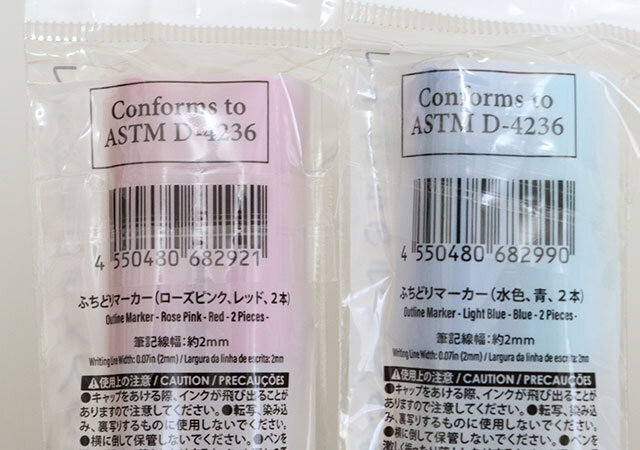 Conforms to
ASTM D-4236
4 550480 682921
ふちどりマーカー（ローズピンク、レッド、2本）
Outline Marker - Rose Pink - Red - 2 Pieces -
筆記線幅：約2mm
Writing Line Width: 0.07in (2mm) / Largura da linha de escrita: 2mm
使用上の注意 / CAUTION / PRECAUÇÕES
●キャップをあける際、インクが飛び出ることが
ありますので注意してください。●転写、染み込
み、裏写りするものに使用しないでください。
●横に倒して保管しないでください。●ペンを
Conforms to
ASTM D-4236
4 550480 682990
ふちどりマーカー（水色、青、2本）
Outline Marker - Light Blue - Blue - 2 Pieces -
筆記線幅：約2mm
Writing Line Width: 0.07in (2mm) / Largura da linha de escrita: 2mm
使用上の注意 / CAUTION / PRECAUÇÕES
●キャップをあける際、インクが飛び出ることが
ありますので注意してください。●転写、染み込
み、裏写りするものに使用しないでください。
●横に倒して保管しないでください。●ペンを